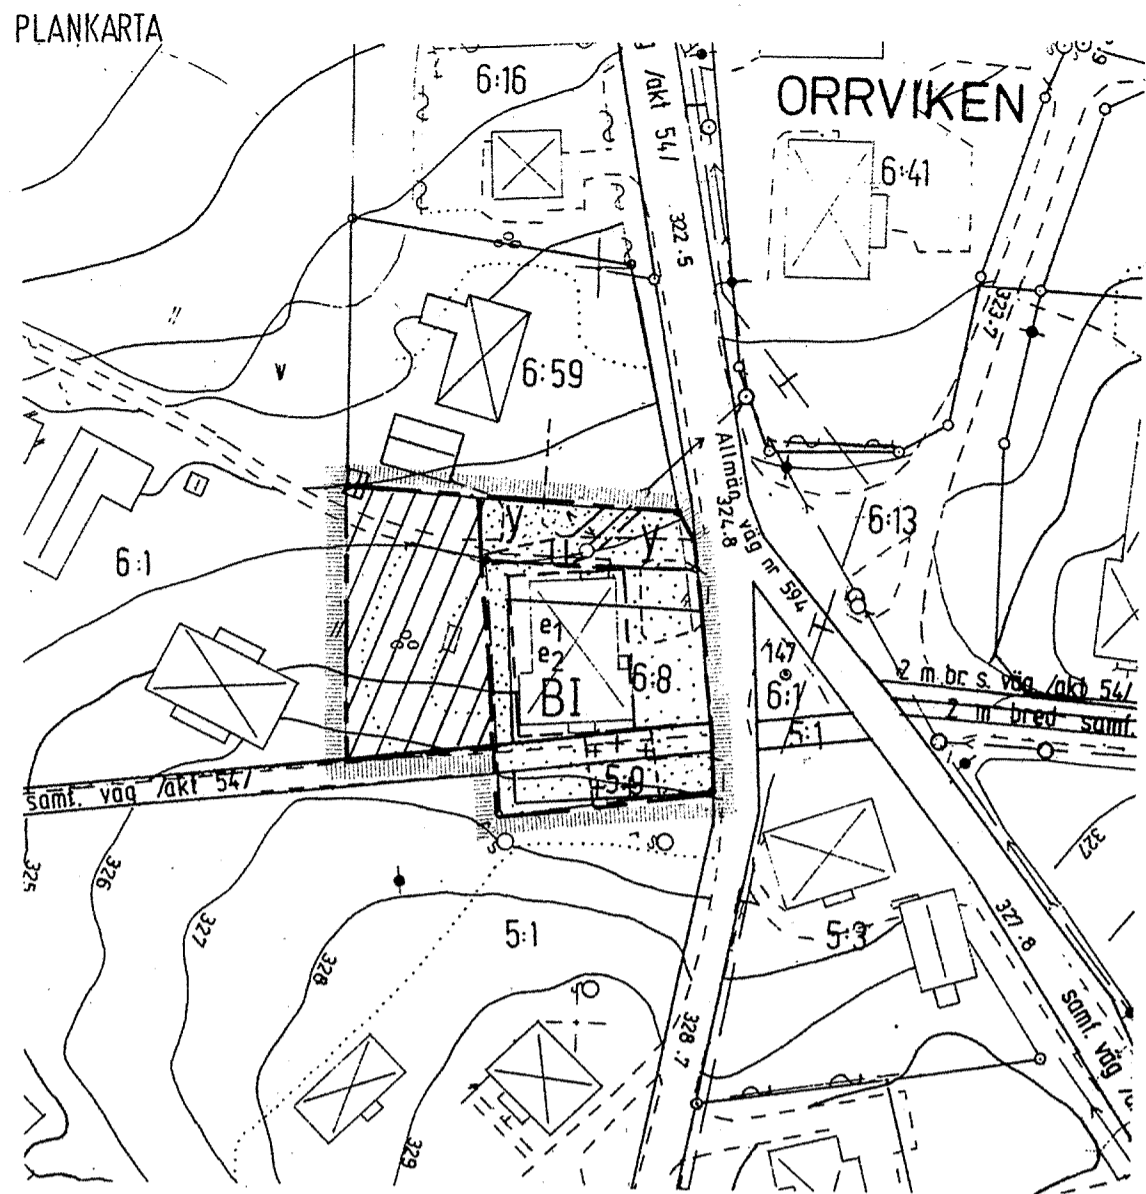 PLANKARTA
6:16
/akt 54/
ORRVIKEN
6:41
322.5
323.7
6:59
Allmän väg nr 594
324.8
6:13
y
y
u
6:1
e1
e2
I
BI
6:8
147
6:1
5:1
2 m. br s. väg /akt 54/
2 m bred samf.
samf. väg /akt 54/
5:9
325
326
327
328
329
5:1
5:3
327
327.8
328.7
samf. väg